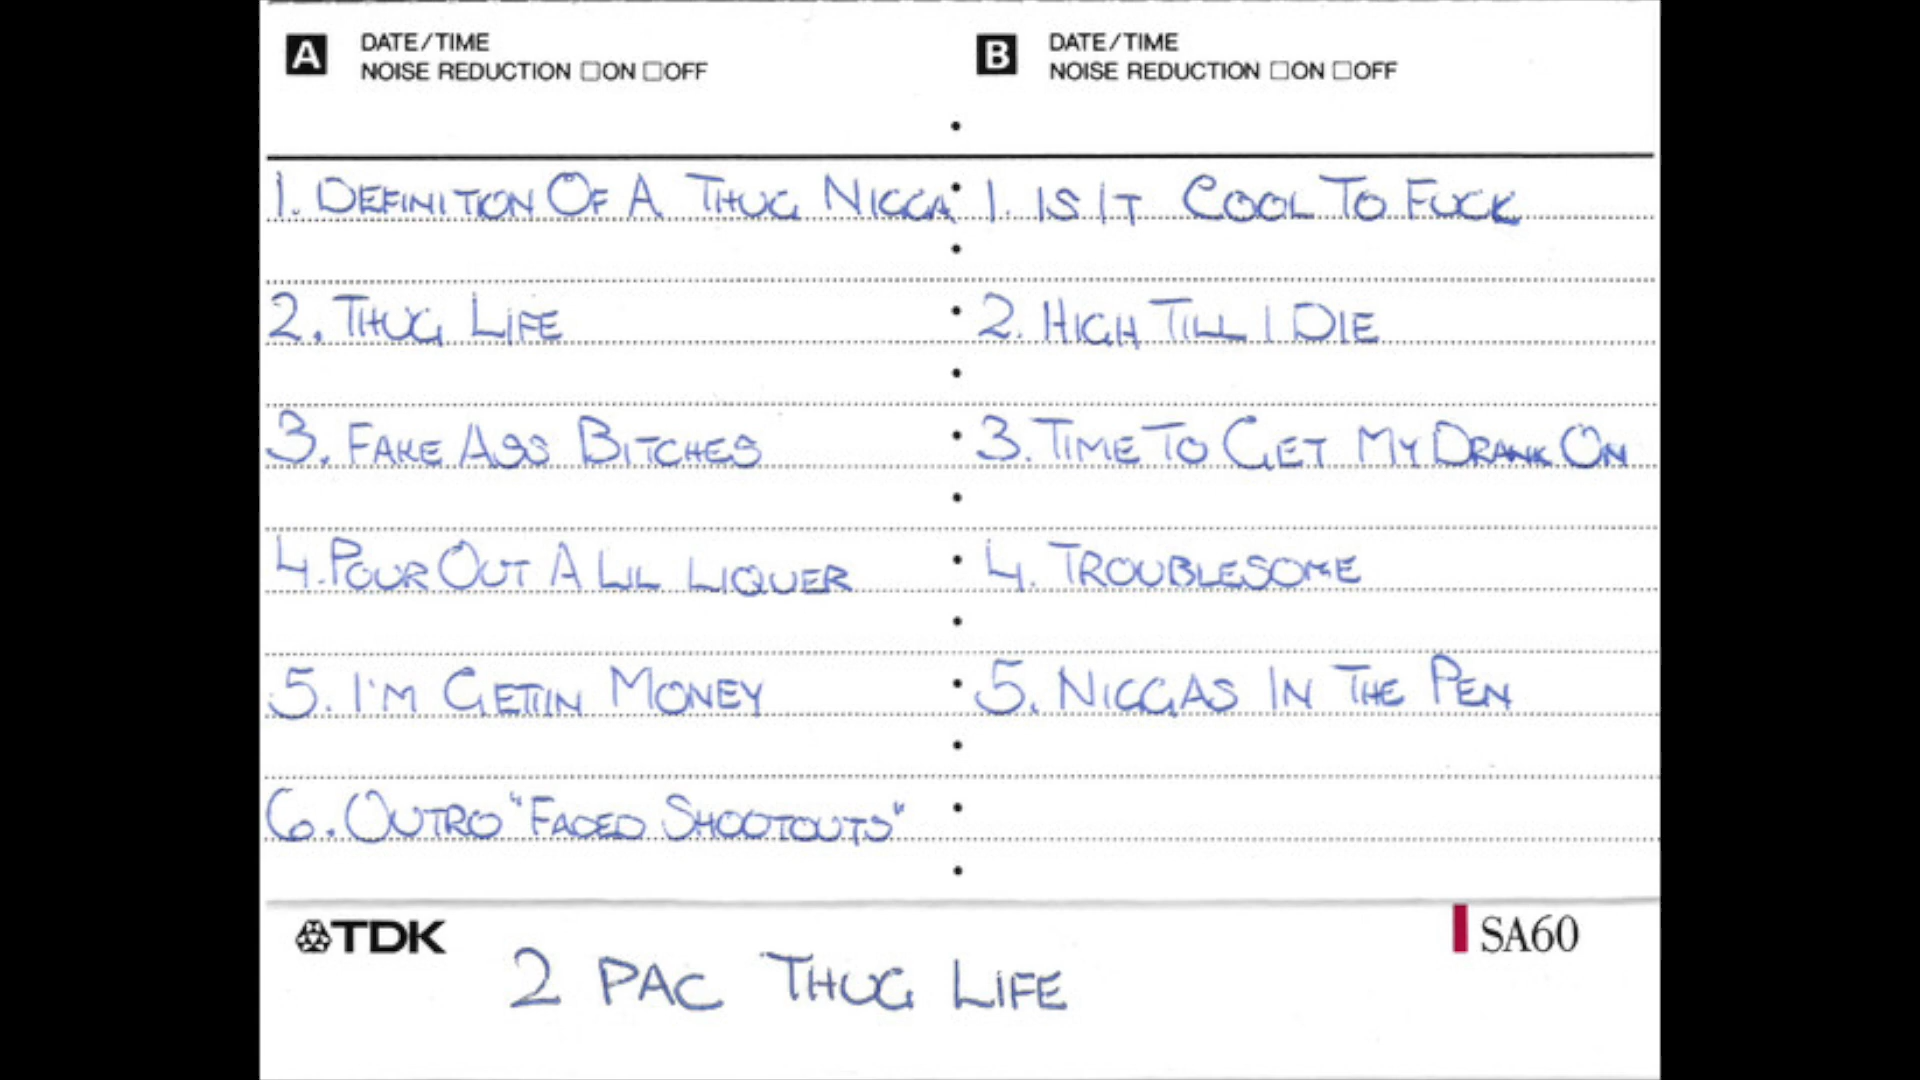 A DATE/TIME
NOISE REDUCTION □ON □OFF
1. DEFINITION OF A THUG NIGGA
2. THUG LIFE
3. FAKE ASS BITCHES
4. POUR OUT A LIL LIQUER
5. I'M GETTIN MONEY
6. OUTRO "FADED SHOOTOUTS"
B DATE/TIME
NOISE REDUCTION □ON □OFF
1. IS IT COOL TO FUCK
2. HIGH TILL I DIE
3. TIME TO GET MY DRANK ON
4. TROUBLESOME
5. NIGGAS IN THE PEN
TDK
SA60
2 PAC THUG LIFE